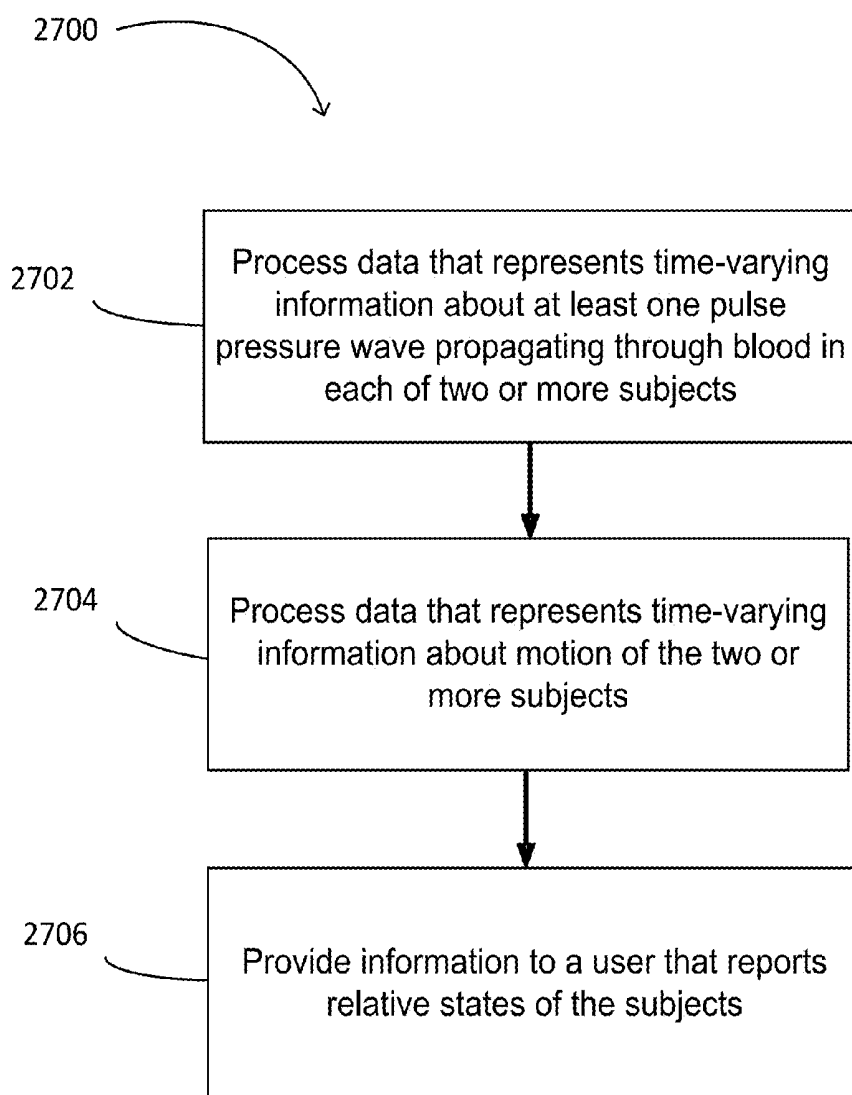 2700
2702
Process data that represents time-varying
information about at least one pulse
pressure wave propagating through blood in
each of two or more subjects
2704
Process data that represents time-varying
information about motion of the two or
more subjects
2706
Provide information to a user that reports
relative states of the subjects